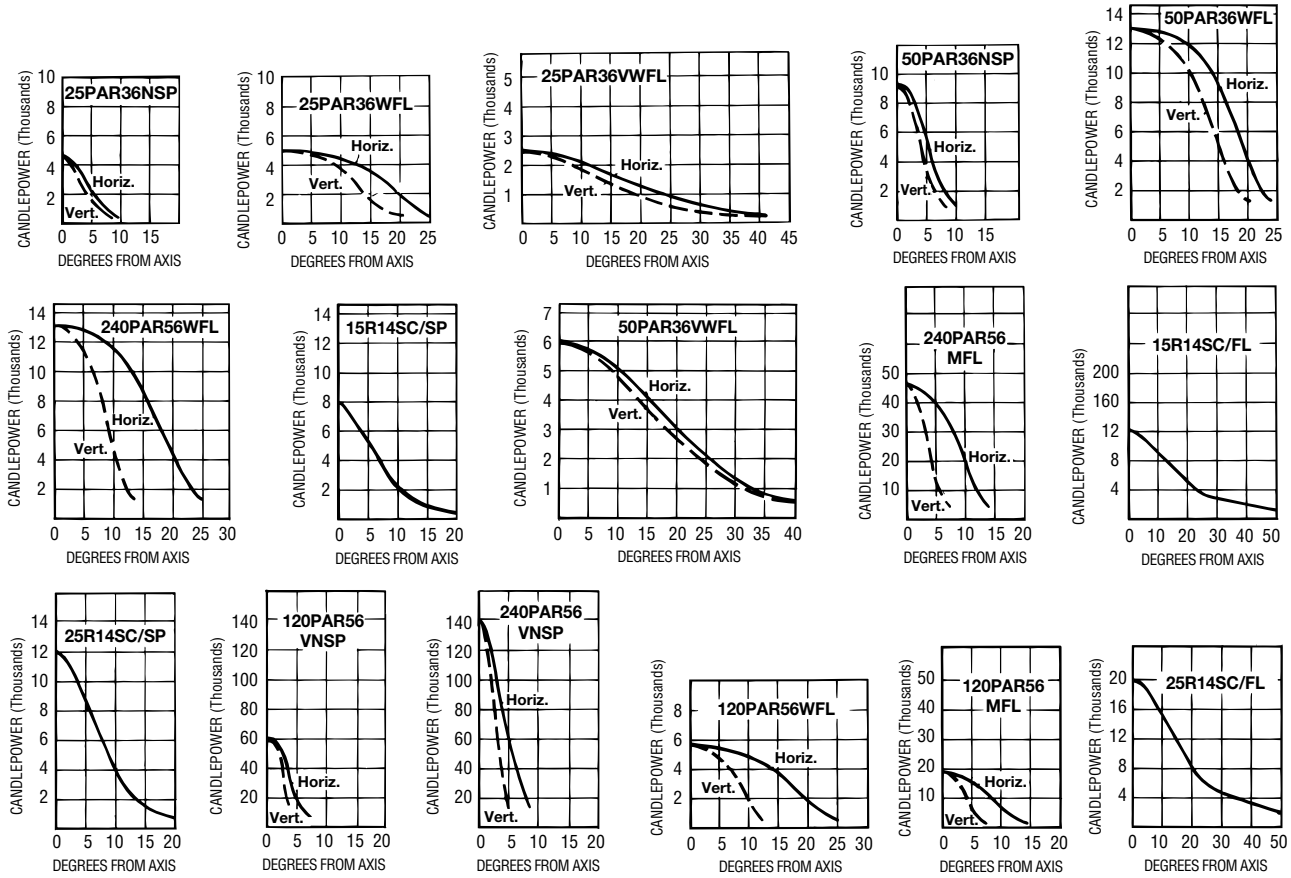 CANDLEPOWER (Thousands)
10
8
6
4
2
25PAR36NSP
Horiz.
Vert.
0 5 10 15
DEGREES FROM AXIS
CANDLEPOWER (Thousands)
10
8
6
4
2
25PAR36WFL
Horiz.
Vert.
0 5 10 15 20 25
DEGREES FROM AXIS
CANDLEPOWER (Thousands)
5
4
3
2
1
25PAR36VWFL
Horiz.
Vert.
0 5 10 15 20 25 30 35 40 45
DEGREES FROM AXIS
CANDLEPOWER (Thousands)
10
8
6
4
2
50PAR36NSP
Horiz.
Vert.
0 5 10 15
DEGREES FROM AXIS
CANDLEPOWER (Thousands)
14
12
10
8
6
4
2
50PAR36WFL
Horiz.
Vert.
0 5 10 15 20 25
DEGREES FROM AXIS
CANDLEPOWER (Thousands)
14
12
10
8
6
4
2
240PAR56WFL
Horiz.
Vert.
0 5 10 15 20 25 30
DEGREES FROM AXIS
CANDLEPOWER (Thousands)
14
12
10
8
6
4
2
15R14SC/SP
0 5 10 15 20
DEGREES FROM AXIS
CANDLEPOWER (Thousands)
7
6
5
4
3
2
1
50PAR36VWFL
Horiz.
Vert.
0 5 10 15 20 25 30 35 40
DEGREES FROM AXIS
CANDLEPOWER (Thousands)
50
40
30
20
10
240PAR56
MFL
Horiz.
Vert.
0 5 10 15 20
DEGREES FROM AXIS
CANDLEPOWER (Thousands)
200
160
12
8
4
15R14SC/FL
0 10 20 30 40 50
DEGREES FROM AXIS
CANDLEPOWER (Thousands)
14
12
10
8
6
4
2
25R14SC/SP
0 5 10 15 20
DEGREES FROM AXIS
CANDLEPOWER (Thousands)
140
120
100
80
60
40
20
120PAR56
VNSP
Horiz.
Vert.
0 5 10 15 20
DEGREES FROM AXIS
CANDLEPOWER (Thousands)
140
120
100
80
60
40
20
240PAR56
VNSP
Horiz.
Vert.
0 5 10 15 20
DEGREES FROM AXIS
CANDLEPOWER (Thousands)
8
6
4
2
120PAR56WFL
Horiz.
Vert.
0 5 10 15 20 25 30
DEGREES FROM AXIS
CANDLEPOWER (Thousands)
50
40
30
20
10
120PAR56
MFL
Horiz.
Vert.
0 5 10 15 20
DEGREES FROM AXIS
CANDLEPOWER (Thousands)
20
16
12
8
4
25R14SC/FL
0 10 20 30 40 50
DEGREES FROM AXIS